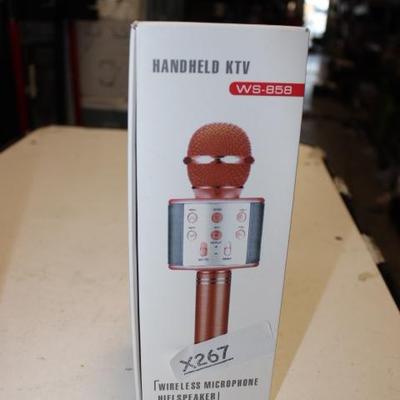 HANDHELD KTV
WS-858
X267
WIRELESS MICROPHONE
HIFI SPEAKER